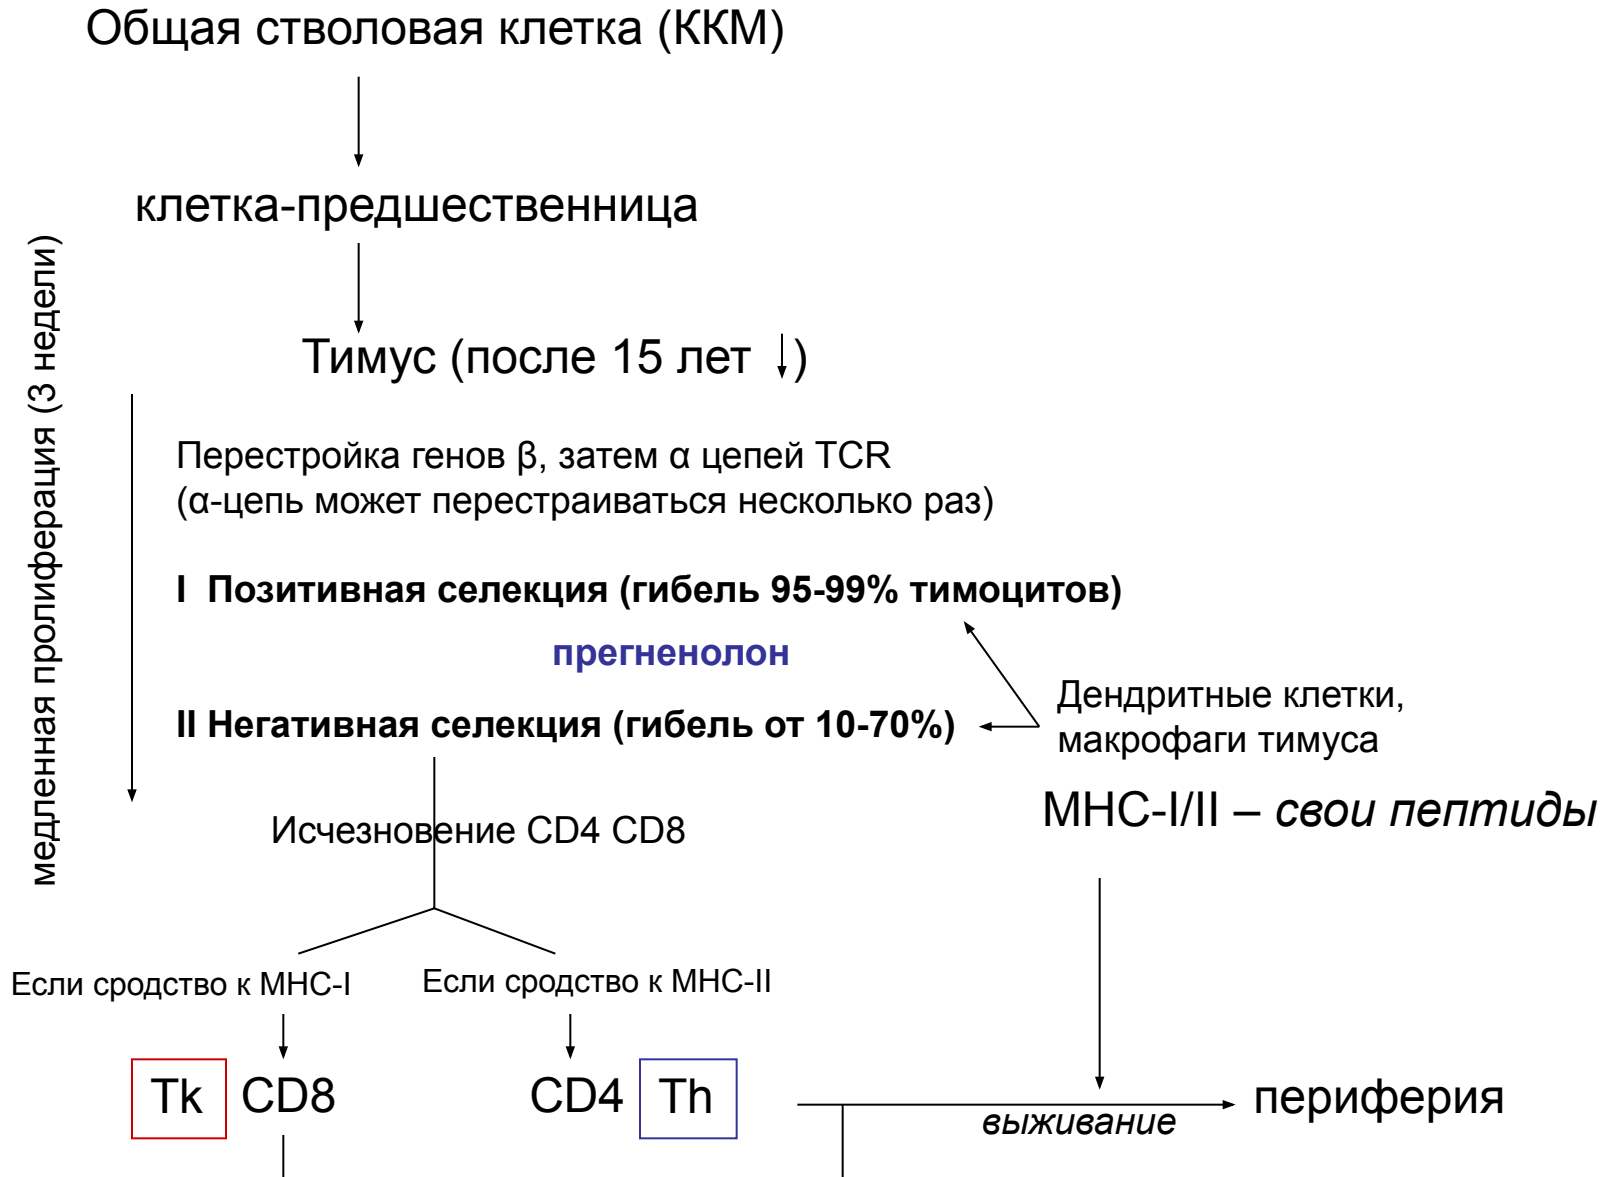 Общая стволовая клетка (ККМ)
клетка-предшественница
медленная пролиферация (3 недели)
Тимус (после 15 лет ↓)
Перестройка генов β, затем α цепей TCR
(α-цепь может перестраиваться несколько раз)
I Позитивная селекция (гибель 95-99% тимоцитов)
прегненолон
II Негативная селекция (гибель от 10-70%)
Дендритные клетки,
макрофаги тимуса
МНС-I/II – свои пептиды
Исчезновение CD4 CD8
Если сродство к МНС-I
Если сродство к МНС-II
Tk CD8
CD4 Th
выживание
периферия